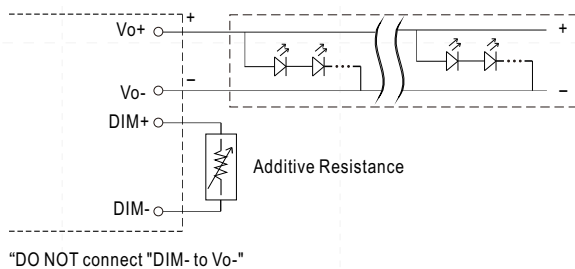 Vo+
+
+
Vo-
−
−
DIM+
Additive Resistance
DIM-
“DO NOT connect "DIM- to Vo-"